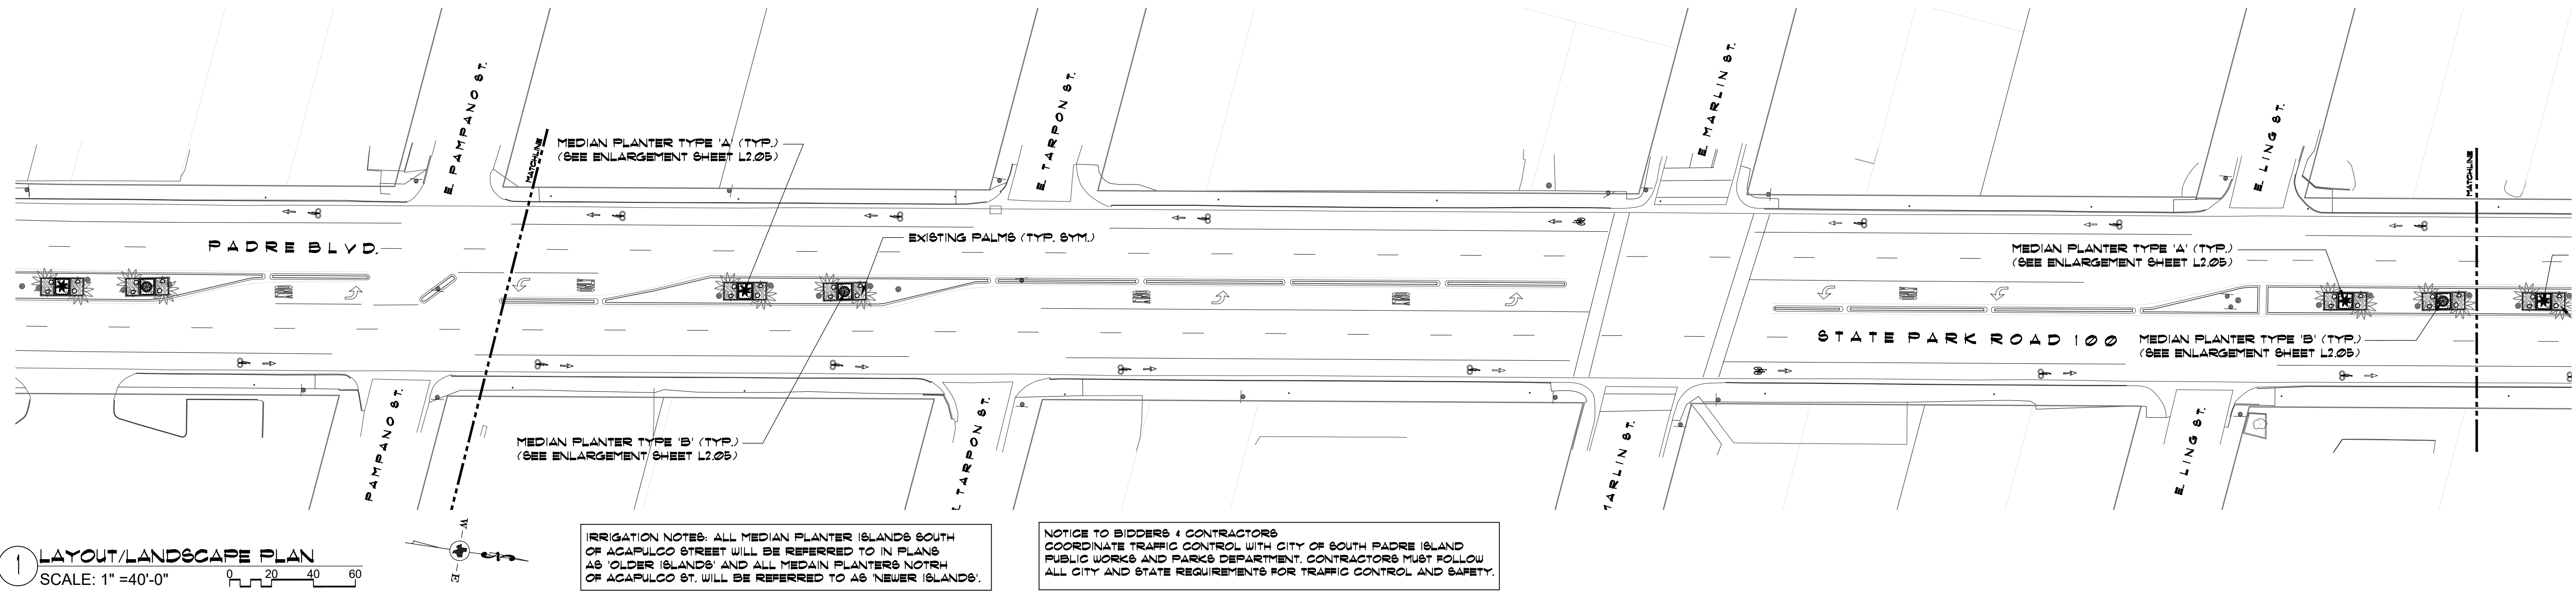 E. PAMPANO ST.
MATCHLINE
MEDIAN PLANTER TYPE 'A' (TYP.)
(SEE ENLARGEMENT SHEET L2.05)
E. TARPON ST.
E. MARLIN ST.
E. LING ST.
MATCHLINE
PADRE BLVD.
EXISTING PALMS (TYP. SYM.)
MEDIAN PLANTER TYPE 'A' (TYP.)
(SEE ENLARGEMENT SHEET L2.05)
STATE PARK ROAD 100
MEDIAN PLANTER TYPE 'B' (TYP.)
(SEE ENLARGEMENT SHEET L2.05)
PAMPANO ST.
MEDIAN PLANTER TYPE 'B' (TYP.)
(SEE ENLARGEMENT SHEET L2.05)
TARPON ST.
ARLIN ST.
E. LING ST.
1
LAYOUT/LANDSCAPE PLAN
SCALE: 1" =40'-0"
0 20 40 60
W
E
IRRIGATION NOTES: ALL MEDIAN PLANTER ISLANDS SOUTH
OF ACAPULCO STREET WILL BE REFERRED TO IN PLANS
AS 'OLDER ISLANDS' AND ALL MEDAIN PLANTERS NOTRH
OF ACAPULCO ST. WILL BE REFERRED TO AS 'NEWER ISLANDS'.
NOTICE TO BIDDERS & CONTRACTORS
COORDINATE TRAFFIC CONTROL WITH CITY OF SOUTH PADRE ISLAND
PUBLIC WORKS AND PARKS DEPARTMENT. CONTRACTORS MUST FOLLOW
ALL CITY AND STATE REQUIREMENTS FOR TRAFFIC CONTROL AND SAFETY.